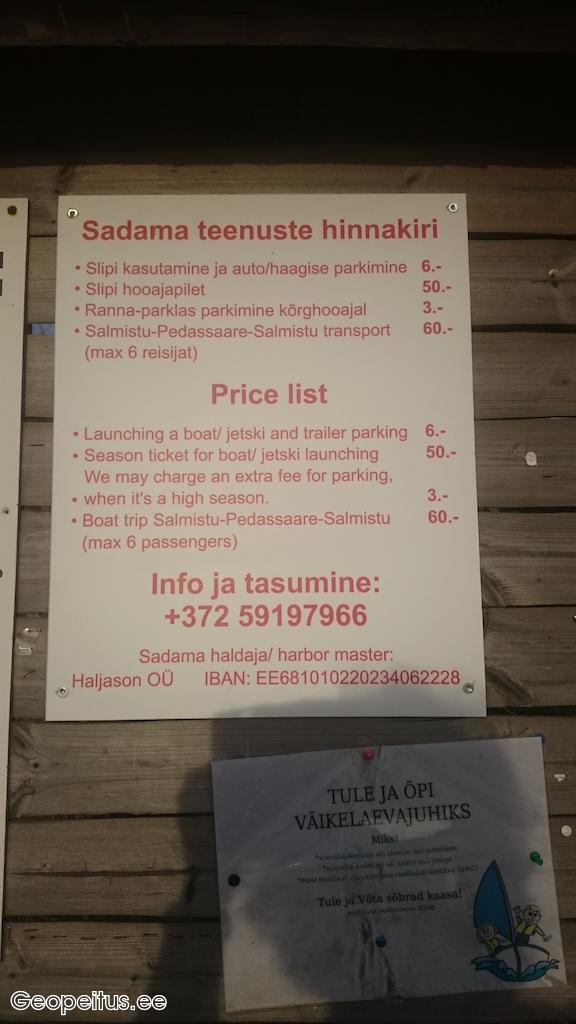 Sadama teenuste hinnakiri
• Slipi kasutamine ja auto/haagise parkimine 6.-
• Slipi hooajapilet 50.-
• Ranna-parklas parkimine kõrghooajal 3.-
• Salmistu-Pedassaare-Salmistu transport 60.-
(max 6 reisijat)
Price list
• Launching a boat/ jetski and trailer parking 6.-
• Season ticket for boat/ jetski launching 50.-
We may charge an extra fee for parking,
• when it's a high season. 3.-
• Boat trip Salmistu-Pedassaare-Salmistu 60.-
(max 6 passengers)
Info ja tasumine:
+372 59197966
Sadama haldaja/ harbor master:
Haljason OÜ IBAN: EE681010220234062228
TULE JA ÕPI
VÄIKELAEVAJUHIKS
Miks?
Tule ja Võta sõbrad kaasa!
Geopeitus.ee